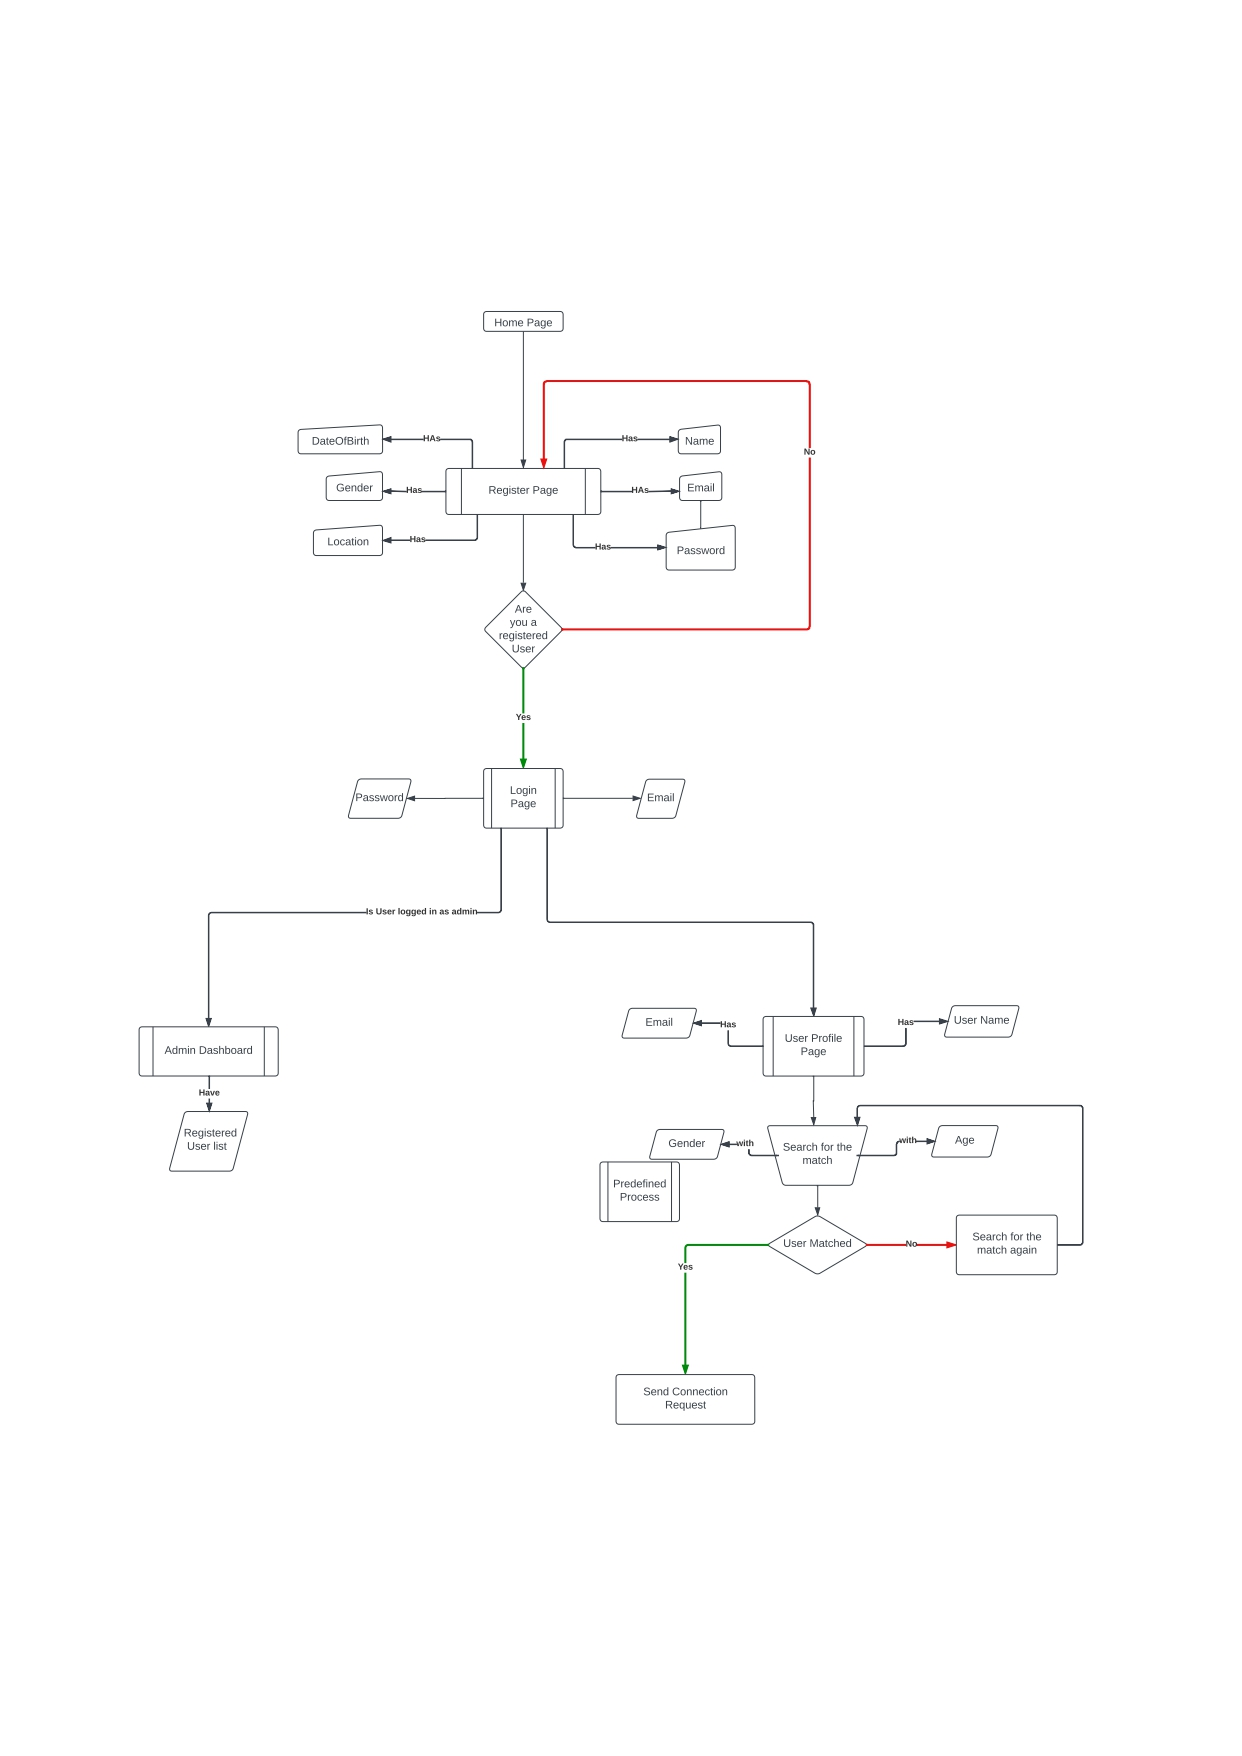 Home Page
No
DateOfBirth
HAs
Has
Name
Gender
Has
Register Page
HAs
Email
Location
Has
Has
Password
Are
you a
registered
User
Yes
Password
Login
Page
Email
Is User logged in as admin
Email
Has
User Profile
Page
Has
User Name
Admin Dashboard
Have
Registered
User list
Gender
with
Search for the
match
with
Age
Predefined
Process
User Matched
No
Search for the
match again
Yes
Send Connection
Request